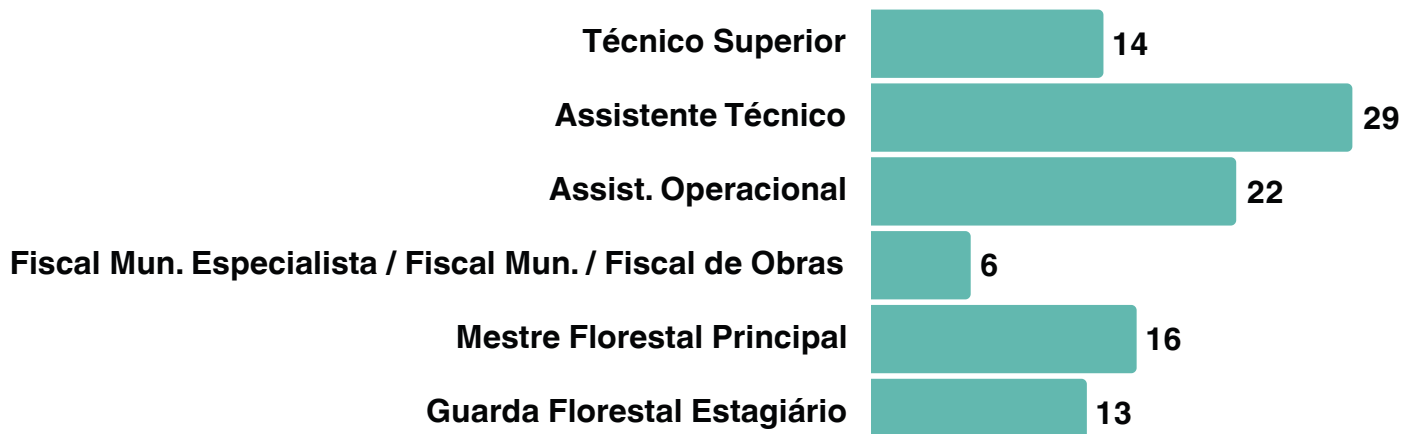 Técnico Superior 14
Assistente Técnico 29
Assist. Operacional 22
Fiscal Mun. Especialista / Fiscal Mun. / Fiscal de Obras 6
Mestre Florestal Principal 16
Guarda Florestal Estagiário 13